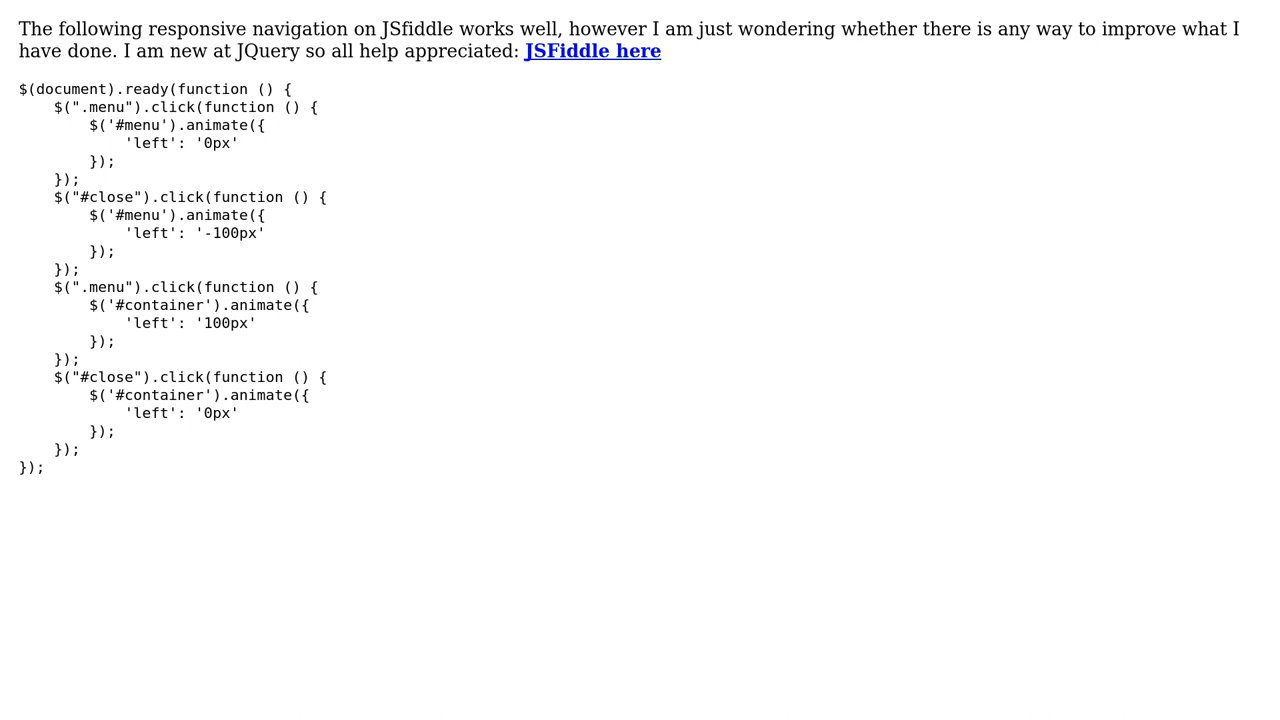 The following responsive navigation on JSfiddle works well, however I am just wondering whether there is any way to improve what I
have done. I am new at JQuery so all help appreciated: JSFiddle here
$(document).ready(function () {
    $(".menu").click(function () {
        $('#menu').animate({
            'left': '0px'
        });
    });
    $("#close").click(function () {
        $('#menu').animate({
            'left': '-100px'
        });
    });
    $(".menu").click(function () {
        $('#container').animate({
            'left': '100px'
        });
    });
    $("#close").click(function () {
        $('#container').animate({
            'left': '0px'
        });
    });
});